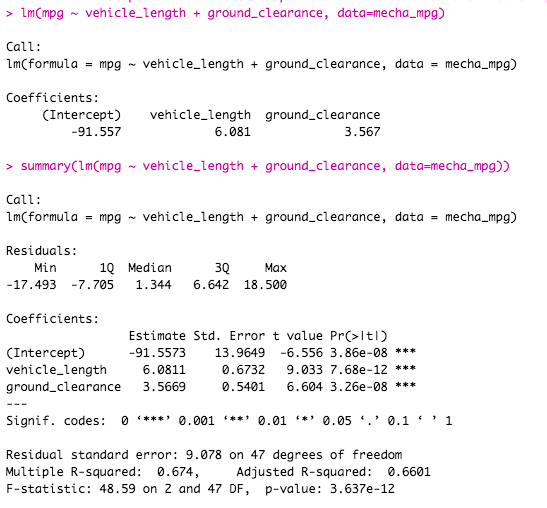 > lm(mpg ~ vehicle_length + ground_clearance, data=mecha_mpg)
Call:
lm(formula = mpg ~ vehicle_length + ground_clearance, data = mecha_mpg)
Coefficients:
(Intercept) vehicle_length ground_clearance
-91.557 6.081 3.567
> summary(lm(mpg ~ vehicle_length + ground_clearance, data=mecha_mpg))
Call:
lm(formula = mpg ~ vehicle_length + ground_clearance, data = mecha_mpg)
Residuals:
Min 1Q Median 3Q Max
-17.493 -7.705 1.344 6.642 18.500
Coefficients:
Estimate Std. Error t value Pr(>|t|)
(Intercept) -91.5573 13.9649 -6.556 3.86e-08 ***
vehicle_length 6.0811 0.6732 9.033 7.68e-12 ***
ground_clearance 3.5669 0.5401 6.604 3.26e-08 ***
---
Signif. codes: 0 ‘***’ 0.001 ‘**’ 0.01 ‘*’ 0.05 ‘.’ 0.1 ‘ ’ 1
Residual standard error: 9.078 on 47 degrees of freedom
Multiple R-squared: 0.674, Adjusted R-squared: 0.6601
F-statistic: 48.59 on 2 and 47 DF, p-value: 3.637e-12